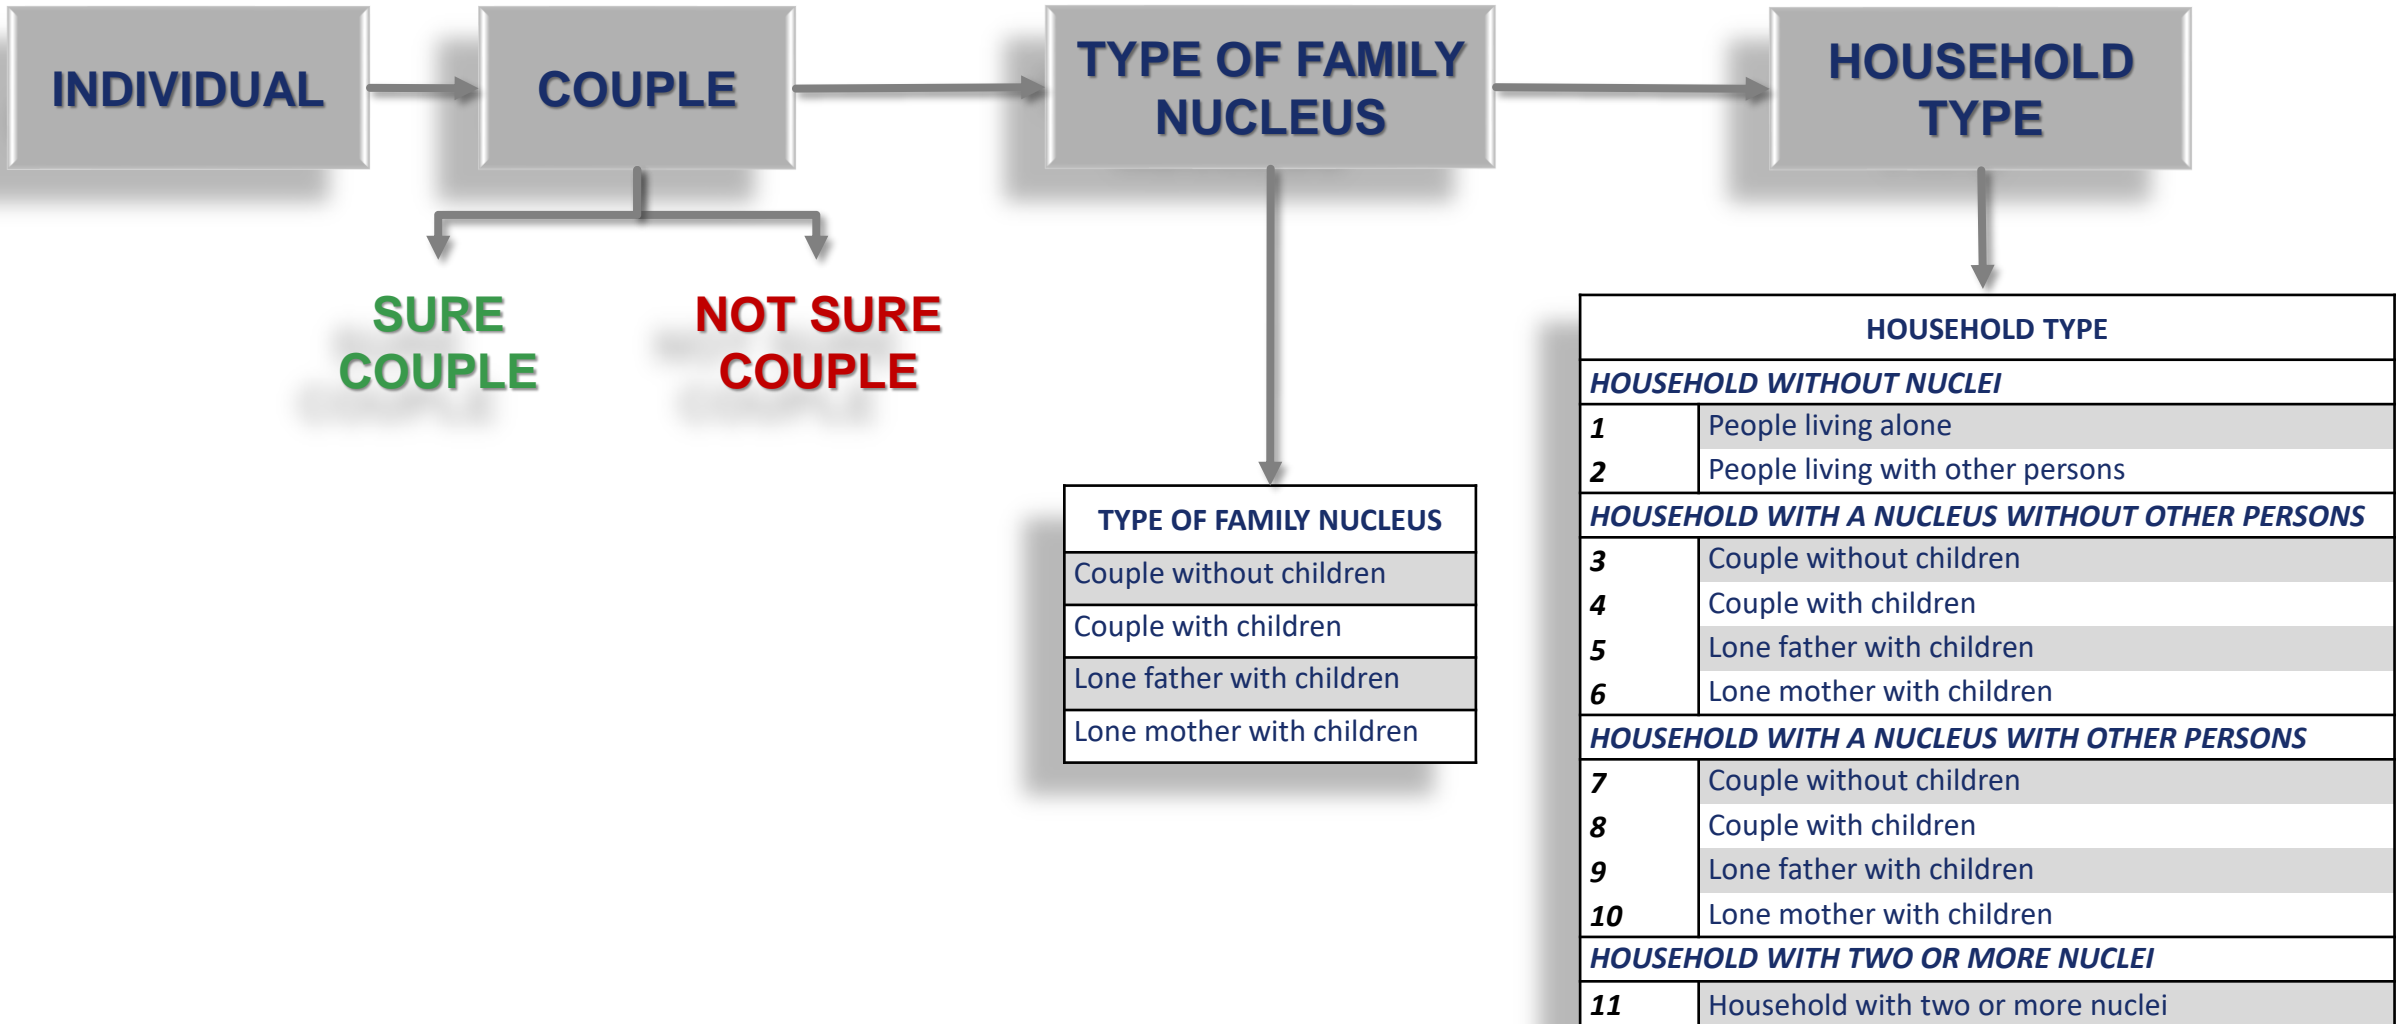 INDIVIDUAL
COUPLE
TYPE OF FAMILY
NUCLEUS
HOUSEHOLD
TYPE
SURE
COUPLE
NOT SURE
COUPLE
TYPE OF FAMILY NUCLEUS
Couple without children
Couple with children
Lone father with children
Lone mother with children
HOUSEHOLD TYPE
HOUSEHOLD WITHOUT NUCLEI
1 People living alone
2 People living with other persons
HOUSEHOLD WITH A NUCLEUS WITHOUT OTHER PERSONS
3 Couple without children
4 Couple with children
5 Lone father with children
6 Lone mother with children
HOUSEHOLD WITH A NUCLEUS WITH OTHER PERSONS
7 Couple without children
8 Couple with children
9 Lone father with children
10 Lone mother with children
HOUSEHOLD WITH TWO OR MORE NUCLEI
11 Household with two or more nuclei